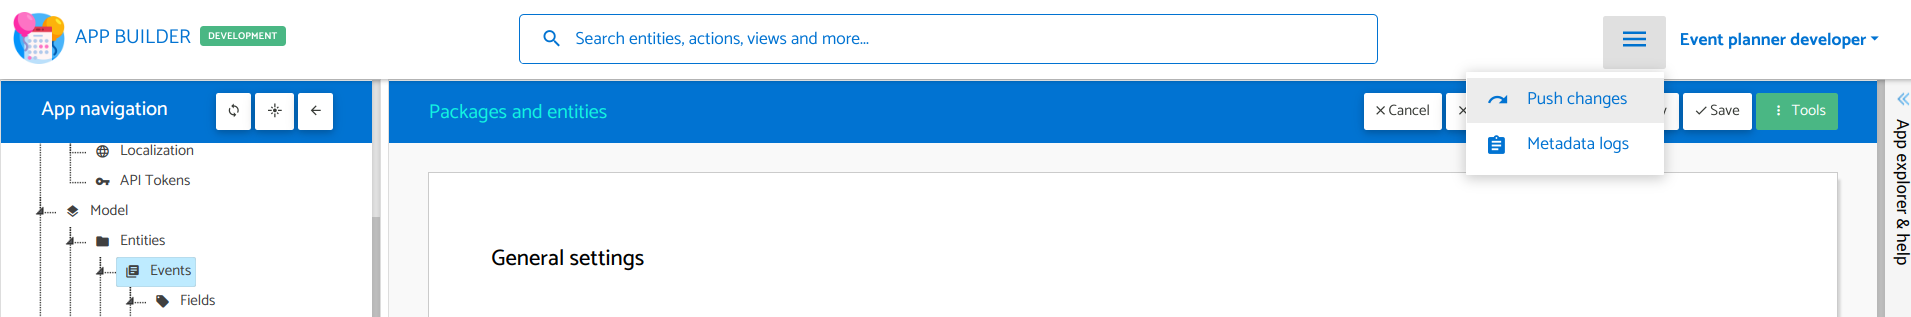 APP BUILDER DEVELOPMENT
Search entities, actions, views and more...
Event planner developer
App navigation
Packages and entities
Cancel
Save
Tools
Push changes
Metadata logs
Localization
API Tokens
Model
Entities
Events
Fields
General settings
App explorer & help